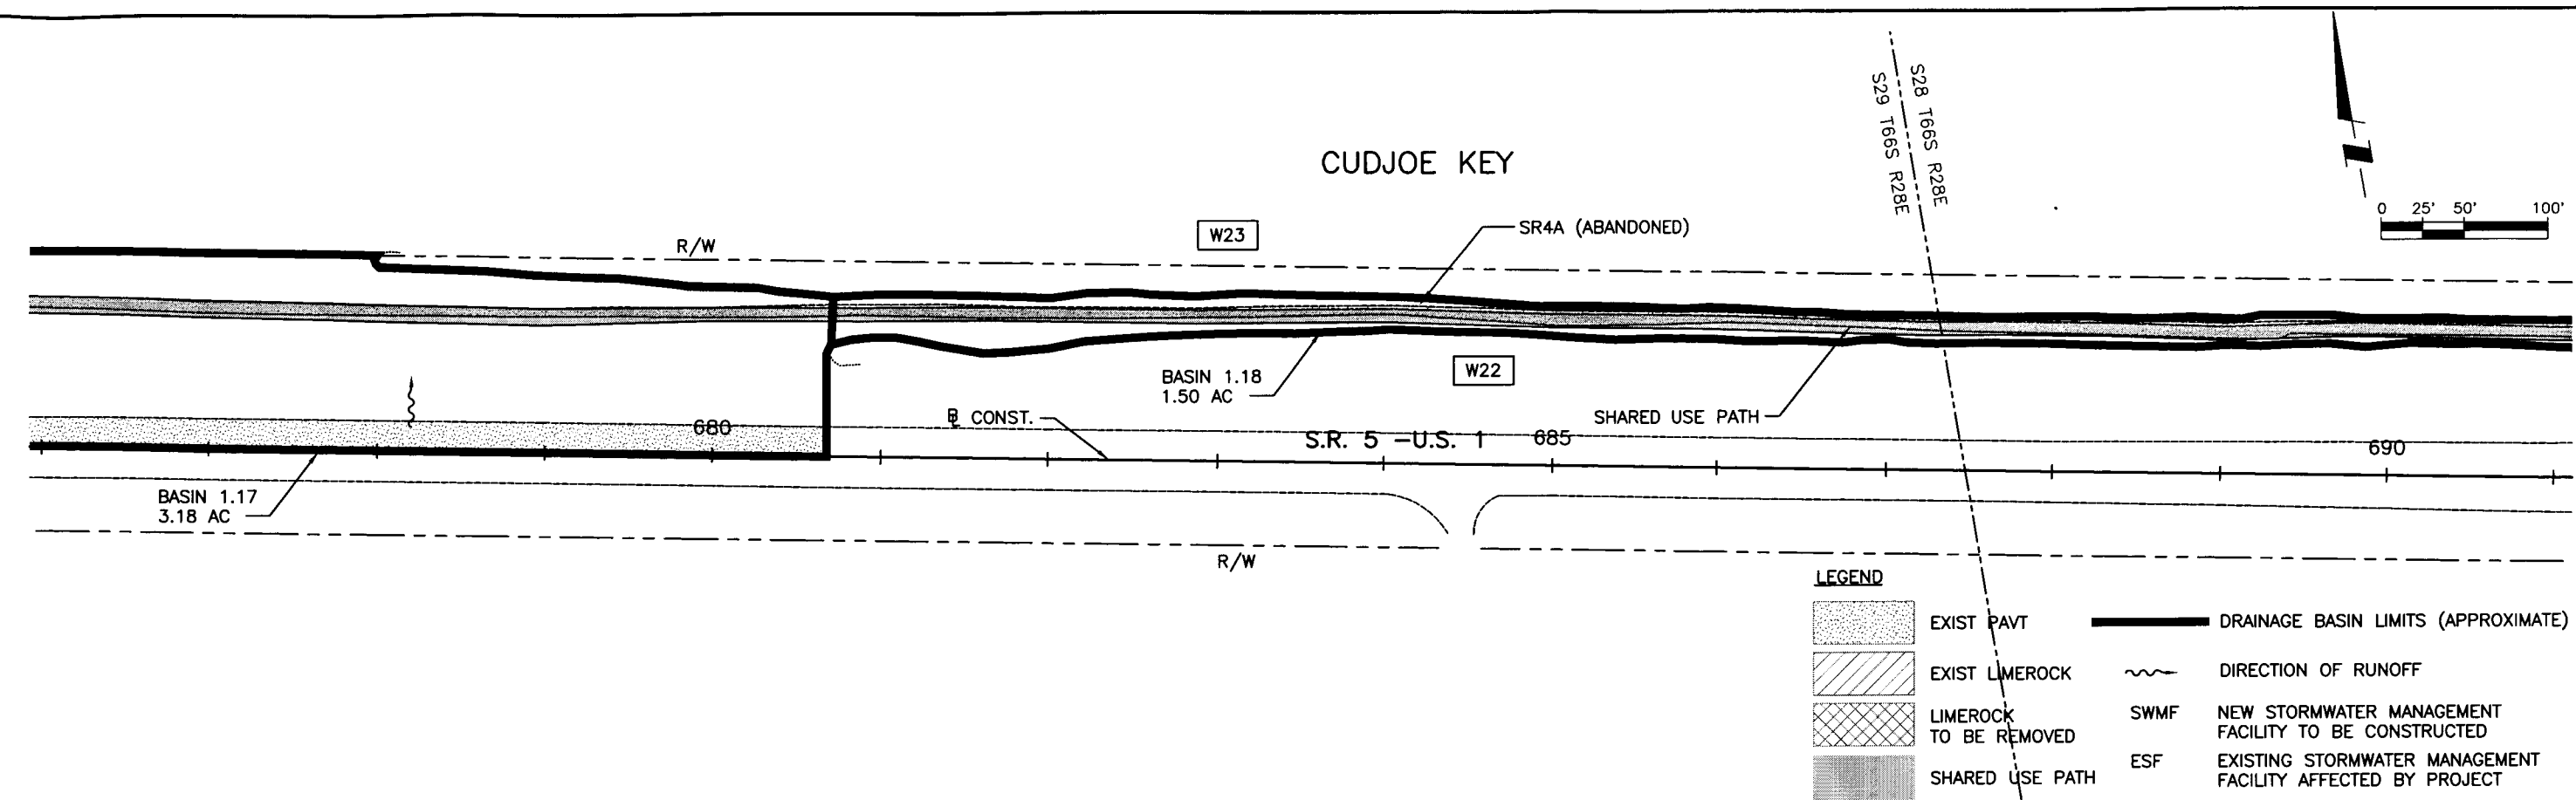 CUDJOE KEY
S28 T66S R28E
S29 T66S R28E
0 25' 50' 100'
R/W
W23
SR4A (ABANDONED)
BASIN 1.18
1.50 AC
W22
SHARED USE PATH
680
℄ CONST.
S.R. 5 -U.S. 1
685
690
BASIN 1.17
3.18 AC
R/W
LEGEND
EXIST PAVT
DRAINAGE BASIN LIMITS (APPROXIMATE)
EXIST LIMEROCK
DIRECTION OF RUNOFF
LIMEROCK
TO BE REMOVED
SWMF NEW STORMWATER MANAGEMENT
FACILITY TO BE CONSTRUCTED
SHARED USE PATH
ESF EXISTING STORMWATER MANAGEMENT
FACILITY AFFECTED BY PROJECT